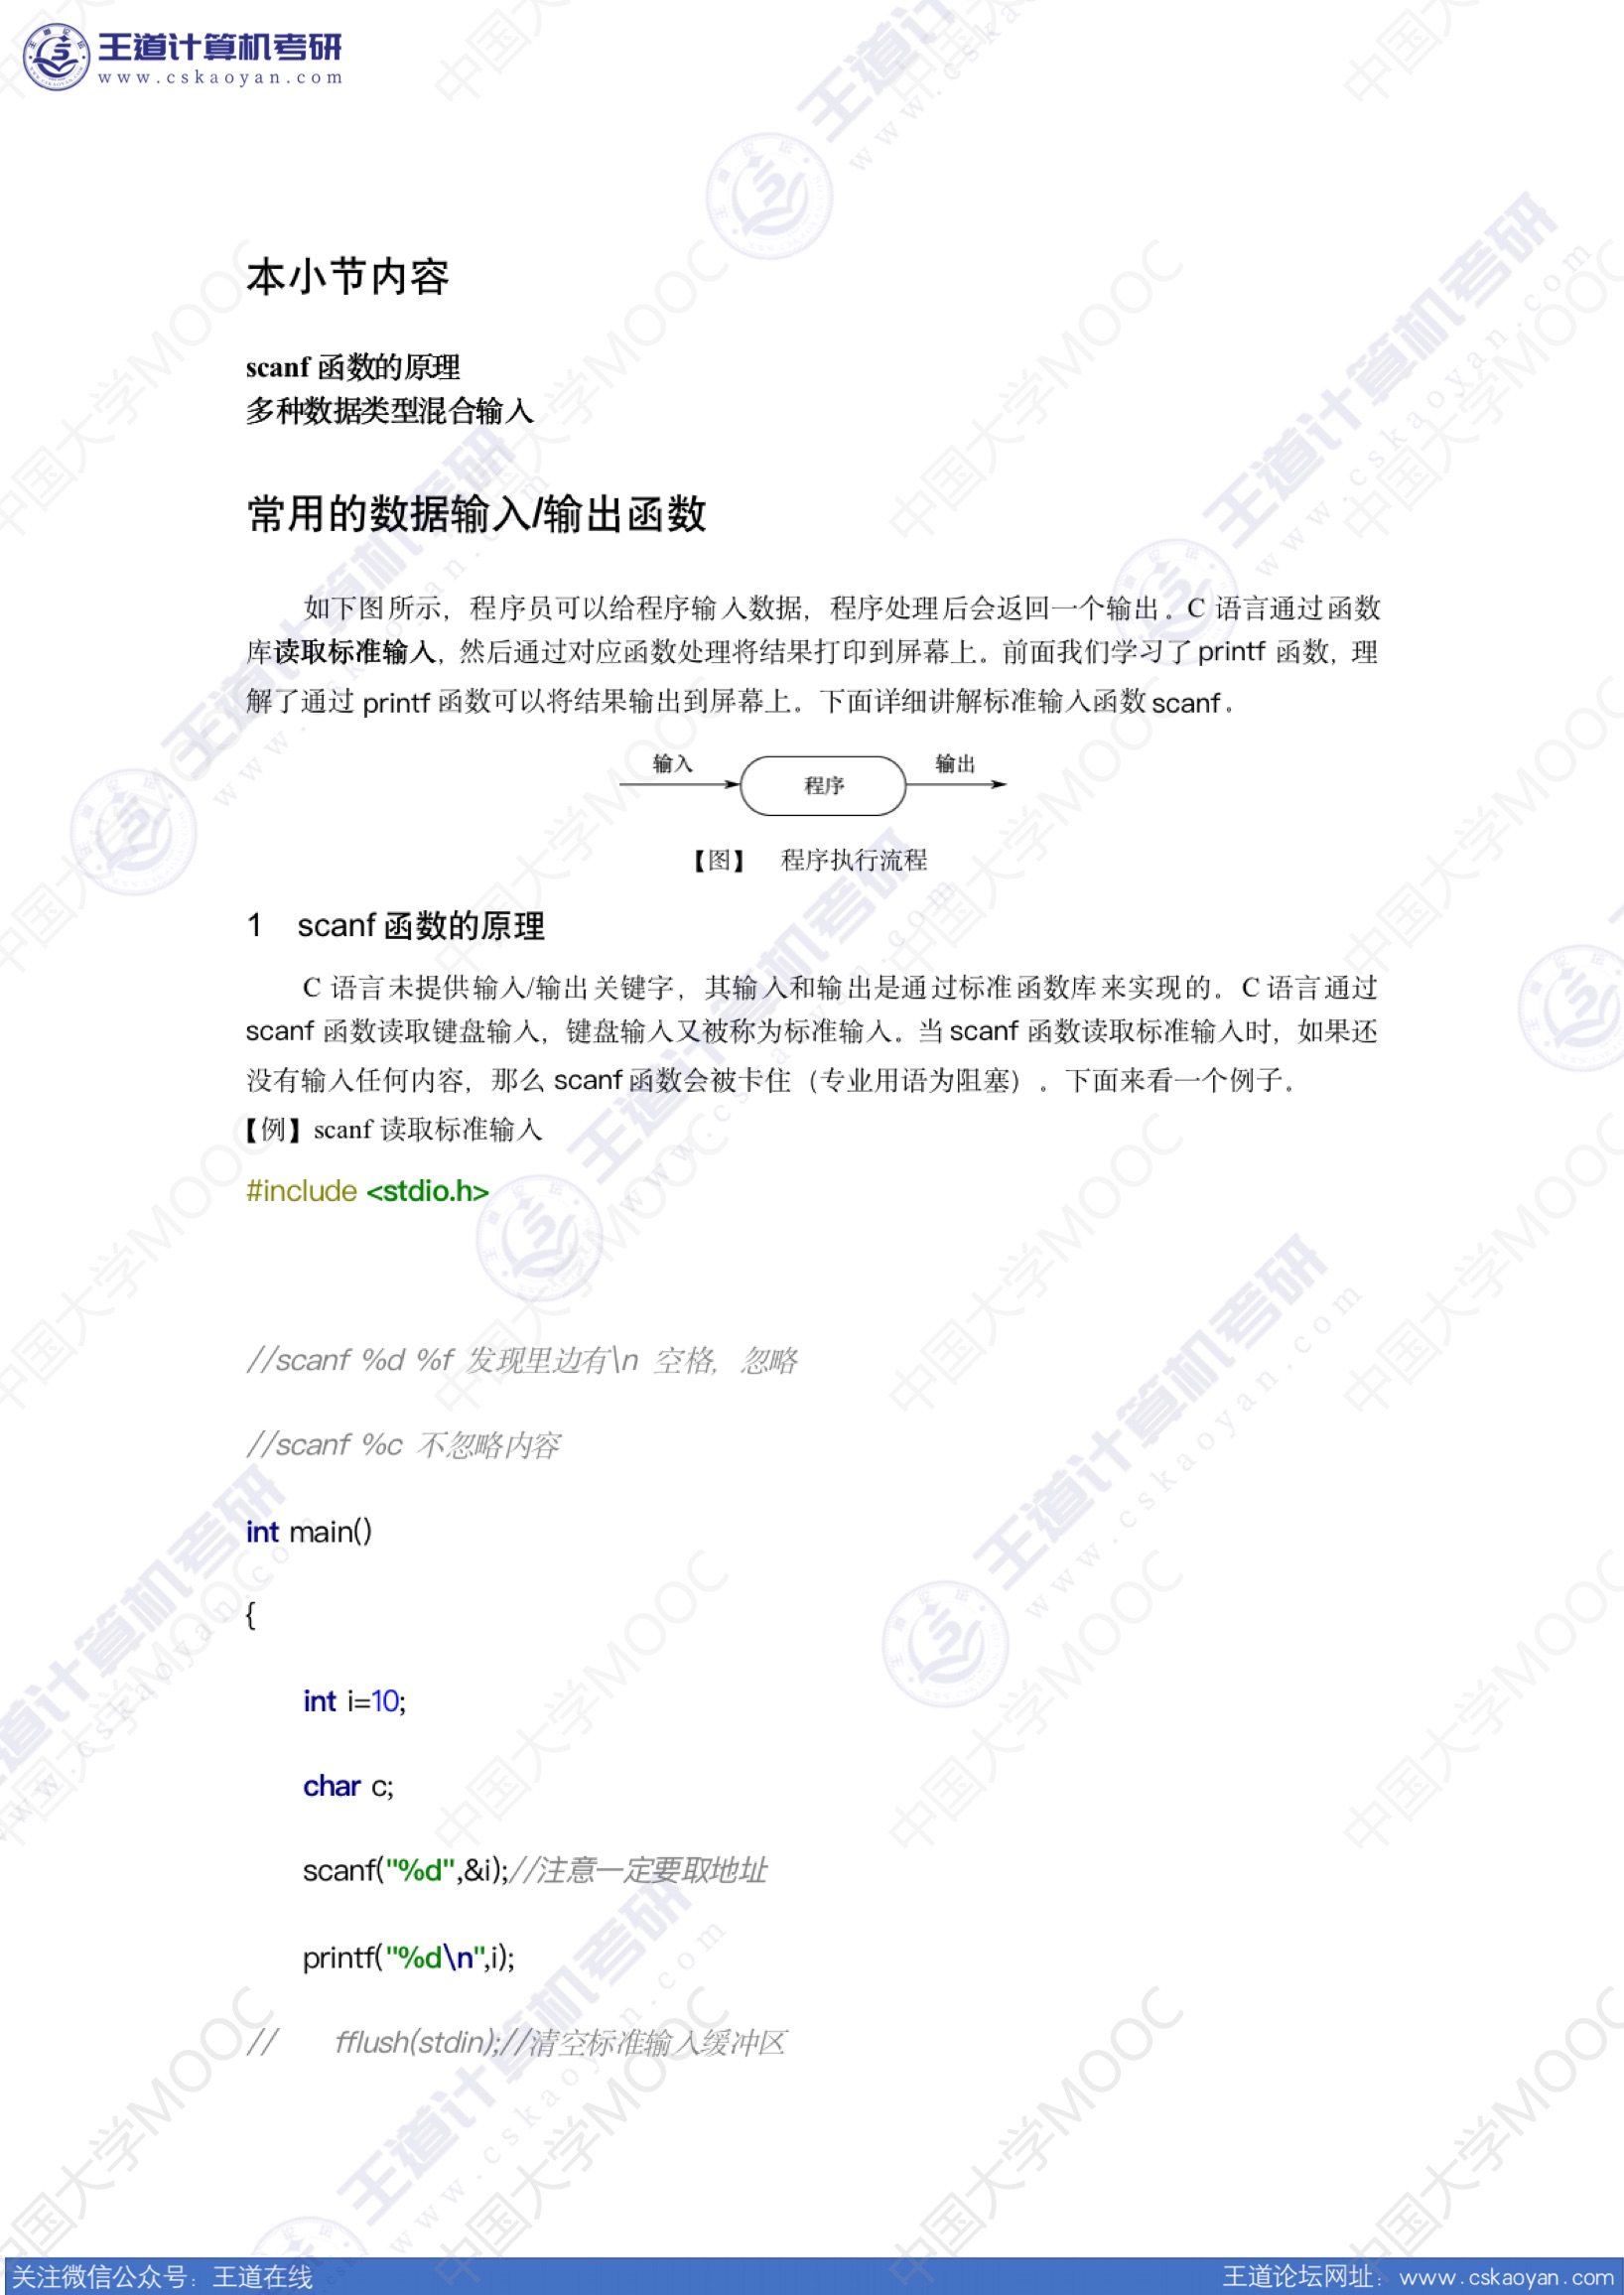 王道计算机考研
www.cskaoyan.com
本小节内容
scanf 函数的原理
多种数据类型混合输入
常用的数据输入/输出函数
如下图所示，程序员可以给程序输入数据，程序处理后会返回一个输出。C 语言通过函数
库读取标准输入，然后通过对应函数处理将结果打印到屏幕上。前面我们学习了 printf 函数，理
解了通过 printf 函数可以将结果输出到屏幕上。下面详细讲解标准输入函数 scanf。
输入 程序 输出
【图】 程序执行流程
1 scanf 函数的原理
C 语言未提供输入/输出关键字，其输入和输出是通过标准函数库来实现的。C 语言通过
scanf 函数读取键盘输入，键盘输入又被称为标准输入。当 scanf 函数读取标准输入时，如果还
没有输入任何内容，那么 scanf 函数会被卡住（专业用语为阻塞）。下面来看一个例子。
【例】scanf 读取标准输入
#include <stdio.h>
//scanf %d %f 发现里边有\n 空格，忽略
//scanf %c 不忽略内容
int main()
{
int i=10;
char c;
scanf("%d",&i);//注意一定要取地址
printf("%d\n",i);
// fflush(stdin);//清空标准输入缓冲区
关注微信公众号：王道在线
王道论坛网址：www.cskaoyan.com